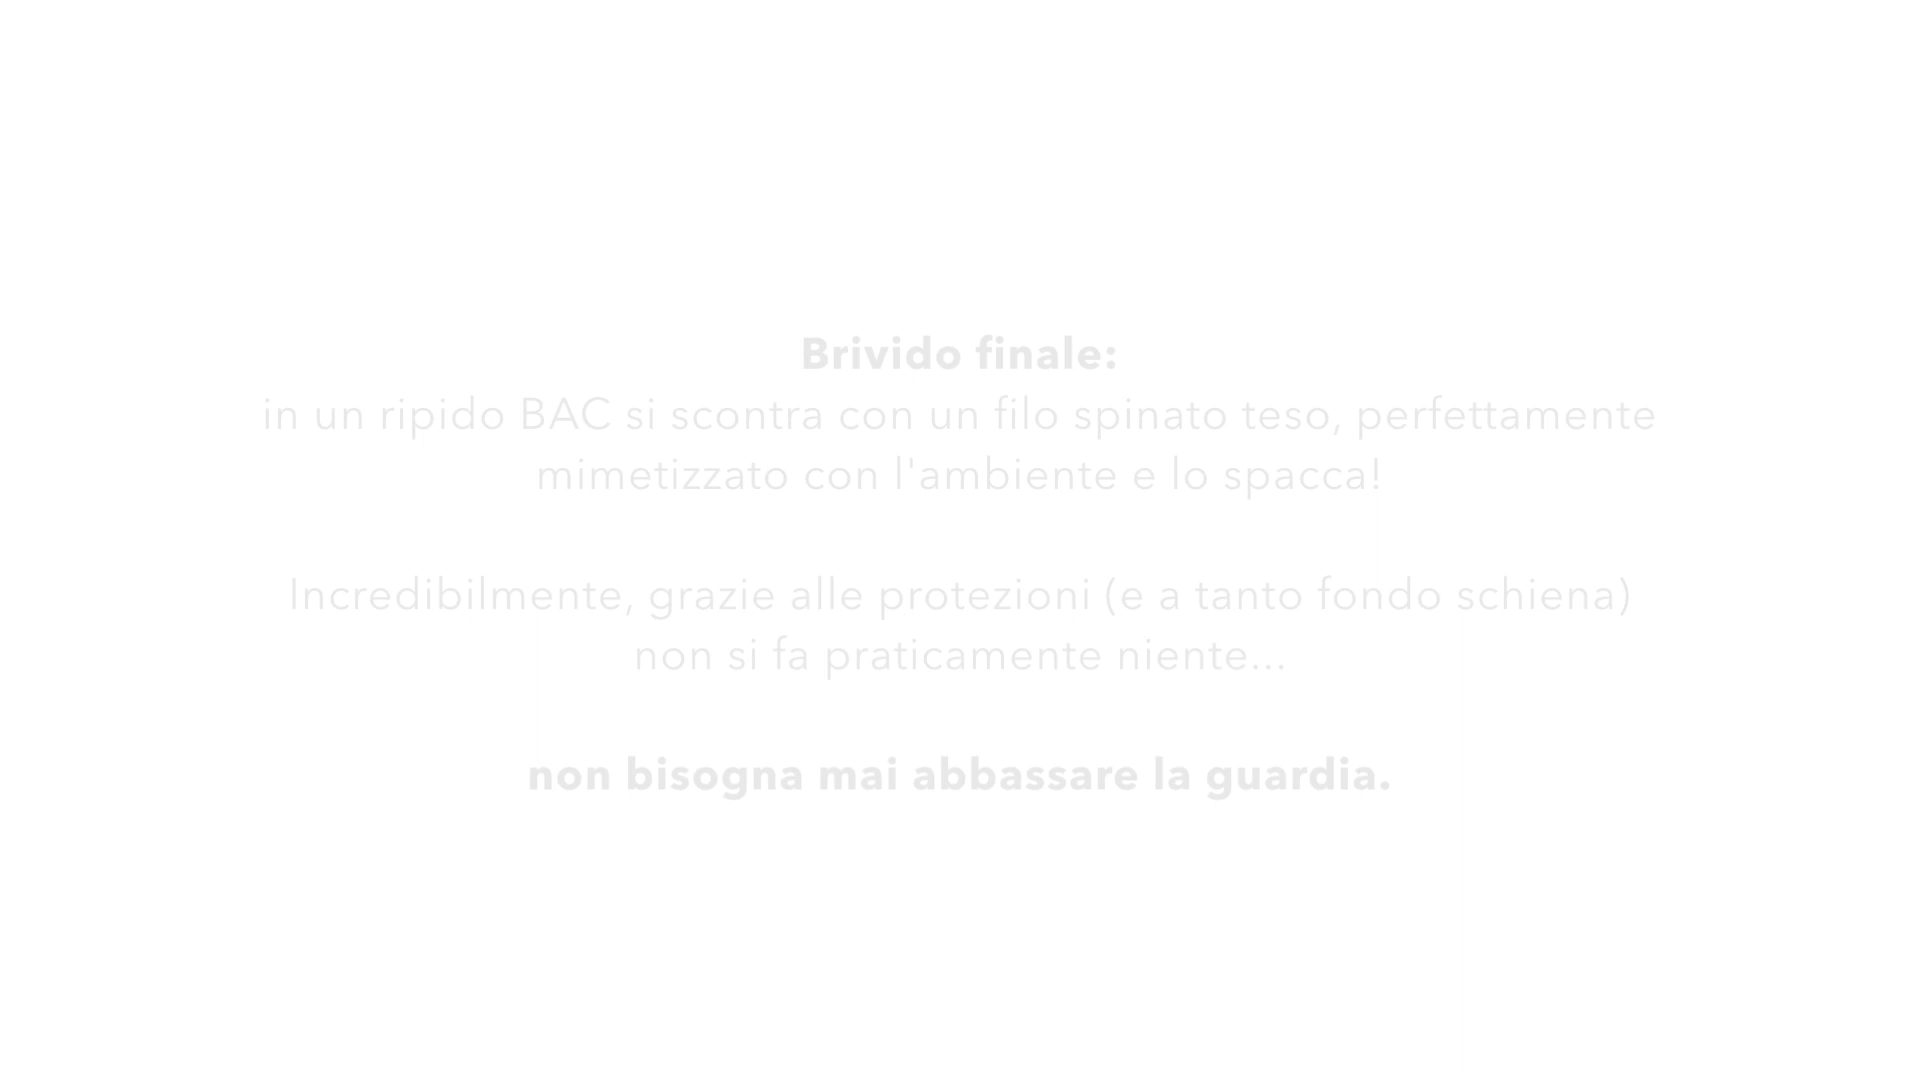 Brivido finale:
in un ripido BAC si scontra con un filo spinato teso, perfettamente
mimetizzato con l'ambiente e lo spacca!
Incredibilmente, grazie alle protezioni (e a tanto fondo schiena)
non si fa praticamente niente...
non bisogna mai abbassare la guardia.